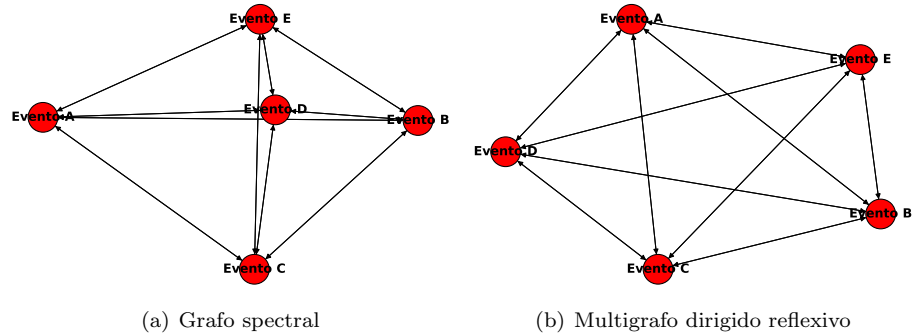 Evento E
Evento D
Evento A
Evento B
Evento C
(a) Grafo spectral
Evento A
Evento E
Evento D
Evento B
Evento C
(b) Multigrafo dirigido reflexivo